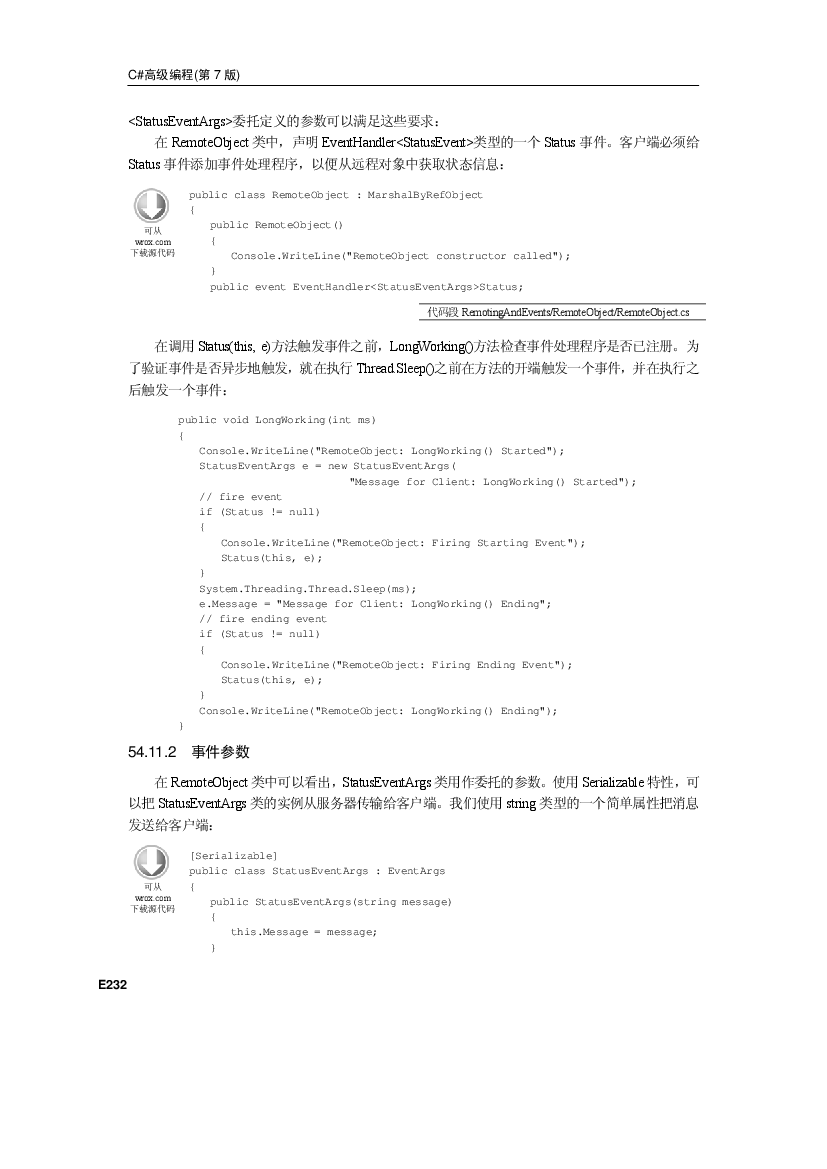 C#高级编程(第 7 版)
<StatusEventArgs>委托定义的参数可以满足这些要求：
在 RemoteObject 类中，声明 EventHandler<StatusEvent>类型的一个 Status 事件。客户端必须给
Status 事件添加事件处理程序，以便从远程对象中获取状态信息：
可从
wrox.com
下载源代码
public class RemoteObject : MarshalByRefObject
{
public RemoteObject()
{
Console.WriteLine("RemoteObject constructor called");
}
public event EventHandler<StatusEventArgs>Status;
代码段 RemotingAndEvents/RemoteObject/RemoteObject.cs
在调用 Status(this, e)方法触发事件之前，LongWorking()方法检查事件处理程序是否已注册。为
了验证事件是否异步地触发，就在执行 Thread.Sleep()之前在方法的开端触发一个事件，并在执行之
后触发一个事件：
public void LongWorking(int ms)
{
Console.WriteLine("RemoteObject: LongWorking() Started");
StatusEventArgs e = new StatusEventArgs(
"Message for Client: LongWorking() Started");
// fire event
if (Status != null)
{
Console.WriteLine("RemoteObject: Firing Starting Event");
Status(this, e);
}
System.Threading.Thread.Sleep(ms);
e.Message = "Message for Client: LongWorking() Ending";
// fire ending event
if (Status != null)
{
Console.WriteLine("RemoteObject: Firing Ending Event");
Status(this, e);
}
Console.WriteLine("RemoteObject: LongWorking() Ending");
}
54.11.2 事件参数
在 RemoteObject 类中可以看出，StatusEventArgs 类用作委托的参数。使用 Serializable 特性，可
以把 StatusEventArgs 类的实例从服务器传输给客户端。我们使用 string 类型的一个简单属性把消息
发送给客户端：
可从
wrox.com
下载源代码
[Serializable]
public class StatusEventArgs : EventArgs
{
public StatusEventArgs(string message)
{
this.Message = message;
}
E232